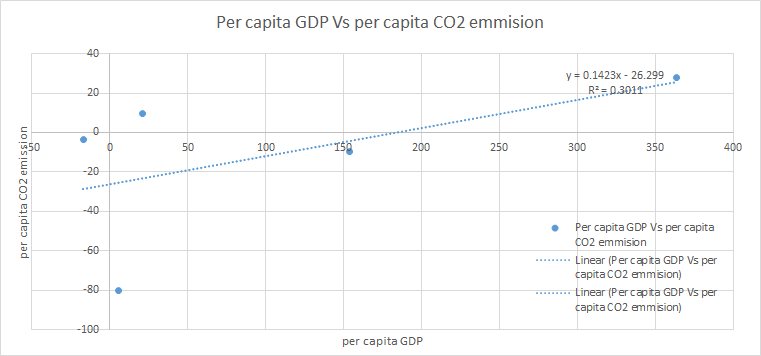 Per capita GDP Vs per capita CO2 emmision
40
20
0
-20
-40
-60
-80
-100
50
0
50
100
150
200
250
300
350
400
y = 0.1423x - 26.299
R² = 0.3011
per capita CO2 emission
per capita GDP
Per capita GDP Vs per capita
CO2 emmision
Linear (Per capita GDP Vs per
capita CO2 emmision)
Linear (Per capita GDP Vs per
capita CO2 emmision)